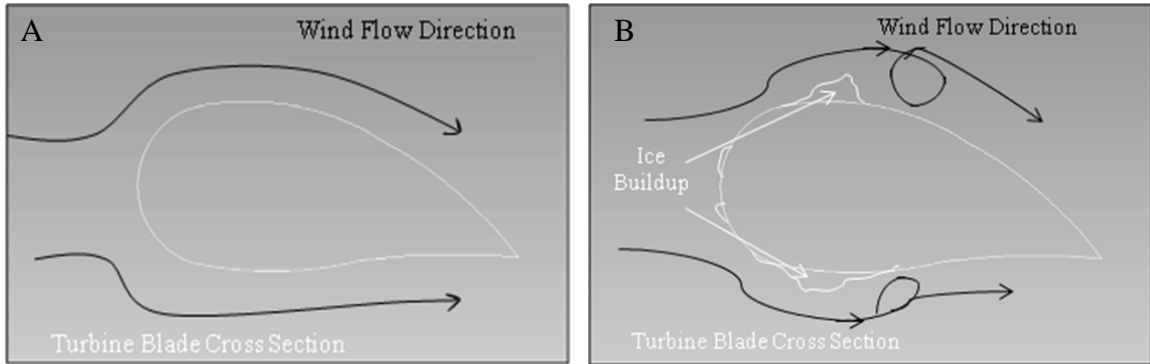 A
Wind Flow Direction
Turbine Blade Cross Section
B
Wind Flow Direction
Ice
Buildup
Turbine Blade Cross Section